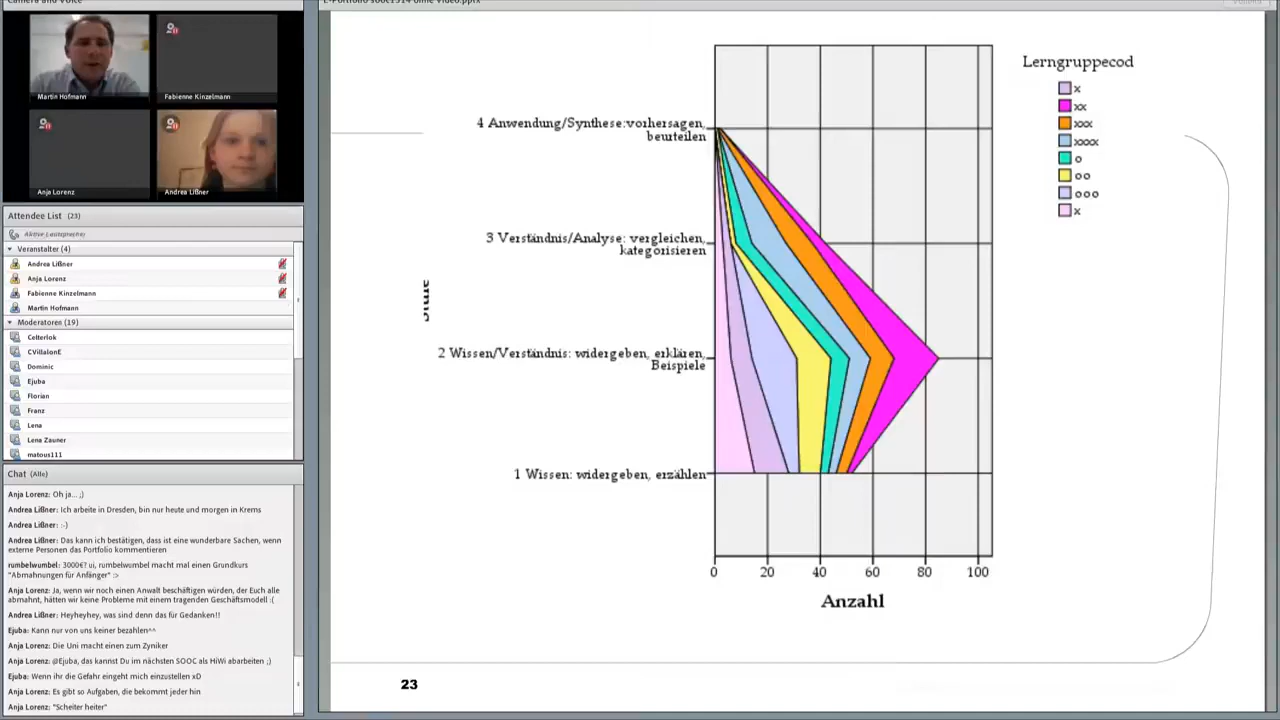 Camera and Voice
E-Portfolio sooc1314 ohne Video.pptx
Martin Hofmann
Fabienne Kinzelmann
Anja Lorenz
Andrea Lißner
Attendee List (23)
Aktive Lautsprecher
Veranstalter (4)
Andrea Lißner
Anja Lorenz
Fabienne Kinzelmann
Martin Hofmann
Moderatoren (19)
Celterlok
CVillalonE
Dominic
Ejuba
Florian
Franz
Lena
Lena Zauner
matous111
Chat (Alle)
Anja Lorenz: Oh ja... ;)
Andrea Lißner: Ich arbeite in Dresden, bin nur heute und morgen in Krems
Andrea Lißner: :-)
Andrea Lißner: Das kann ich bestätigen, dass ist eine wunderbare Sachen, wenn
externe Personen das Portfolio kommentieren
rumbelwumbel: 3000€? ui, rumbelwumbel macht mal einen Grundkurs
"Abmahnungen für Anfänger" :>
Anja Lorenz: Ja, wenn wir noch einen Anwalt beschäftigen würden, der Euch alle
abmahnt, hätten wir keine Probleme mit einem tragenden Geschäftsmodell :(
Andrea Lißner: Heyheyhey, was sind denn das für Gedanken!!
Ejuba: Kann nur von uns keiner bezahlen^^
Anja Lorenz: Die Uni macht einen zum Zyniker
Anja Lorenz: @Ejuba, das kannst Du im nächsten SOOC als HiWi abarbeiten ;)
Ejuba: Wenn ihr die Gefahr eingeht mich einzustellen xD
Anja Lorenz: Es gibt so Aufgaben, die bekommt jeder hin
Anja Lorenz: "Scheiter heiter"
4 Anwendung/Synthese:vorhersagen,
beurteilen
3 Verständnis/Analyse: vergleichen,
kategorisieren
2 Wissen/Verständnis: widergeben, erklären,
Beispiele
1 Wissen: widergeben, erzählen
0 20 40 60 80 100
Anzahl
Lerngruppecod
x
xx
xxx
xxxx
o
oo
ooo
x
23